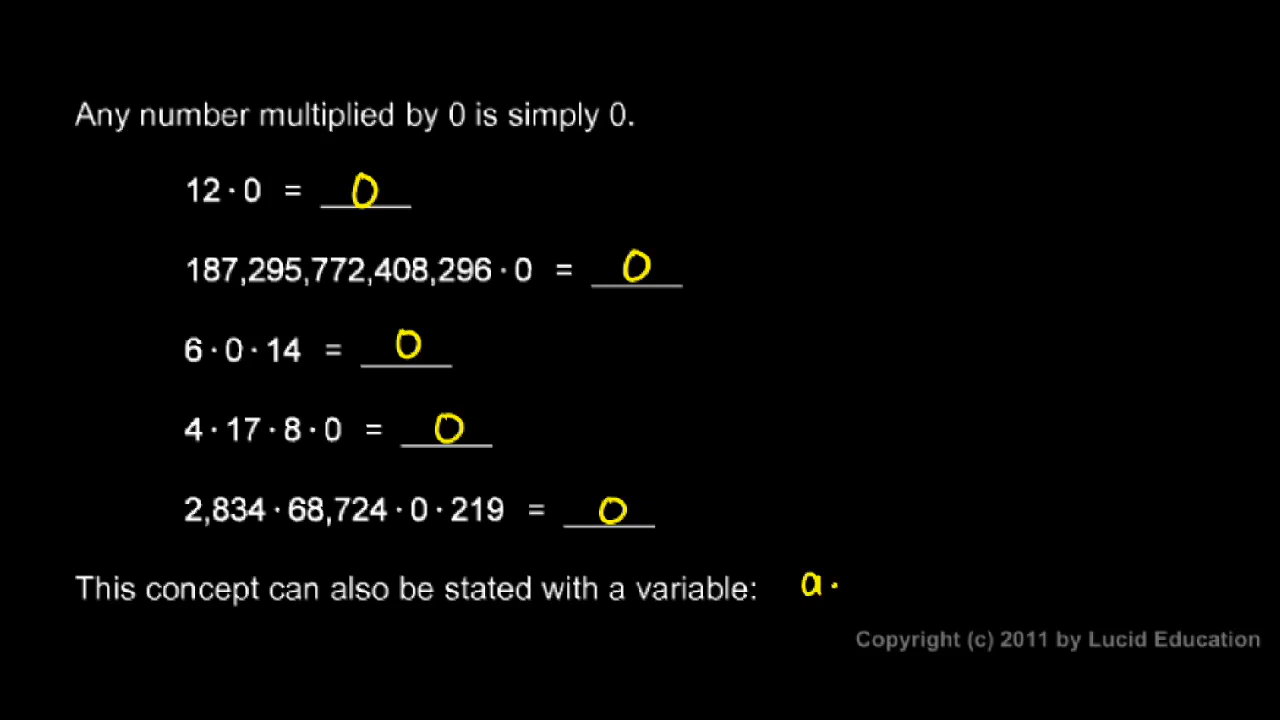 Any number multiplied by 0 is simply 0.
12 · 0 = 0
187,295,772,408,296 · 0 = 0
6 · 0 · 14 = 0
4 · 17 · 8 · 0 = 0
2,834 · 68,724 · 0 · 219 = 0
This concept can also be stated with a variable: a ·
Copyright (c) 2011 by Lucid Education